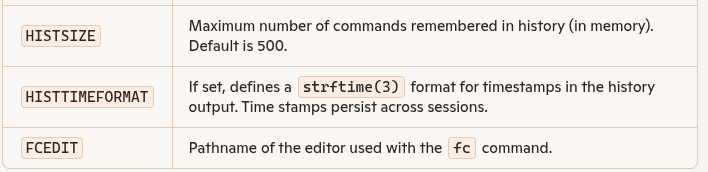 HISTSIZE
Maximum number of commands remembered in history (in memory).
Default is 500.
HISTTIMEFORMAT
If set, defines a strftime(3) format for timestamps in the history
output. Time stamps persist across sessions.
FCEDIT
Pathname of the editor used with the fc command.